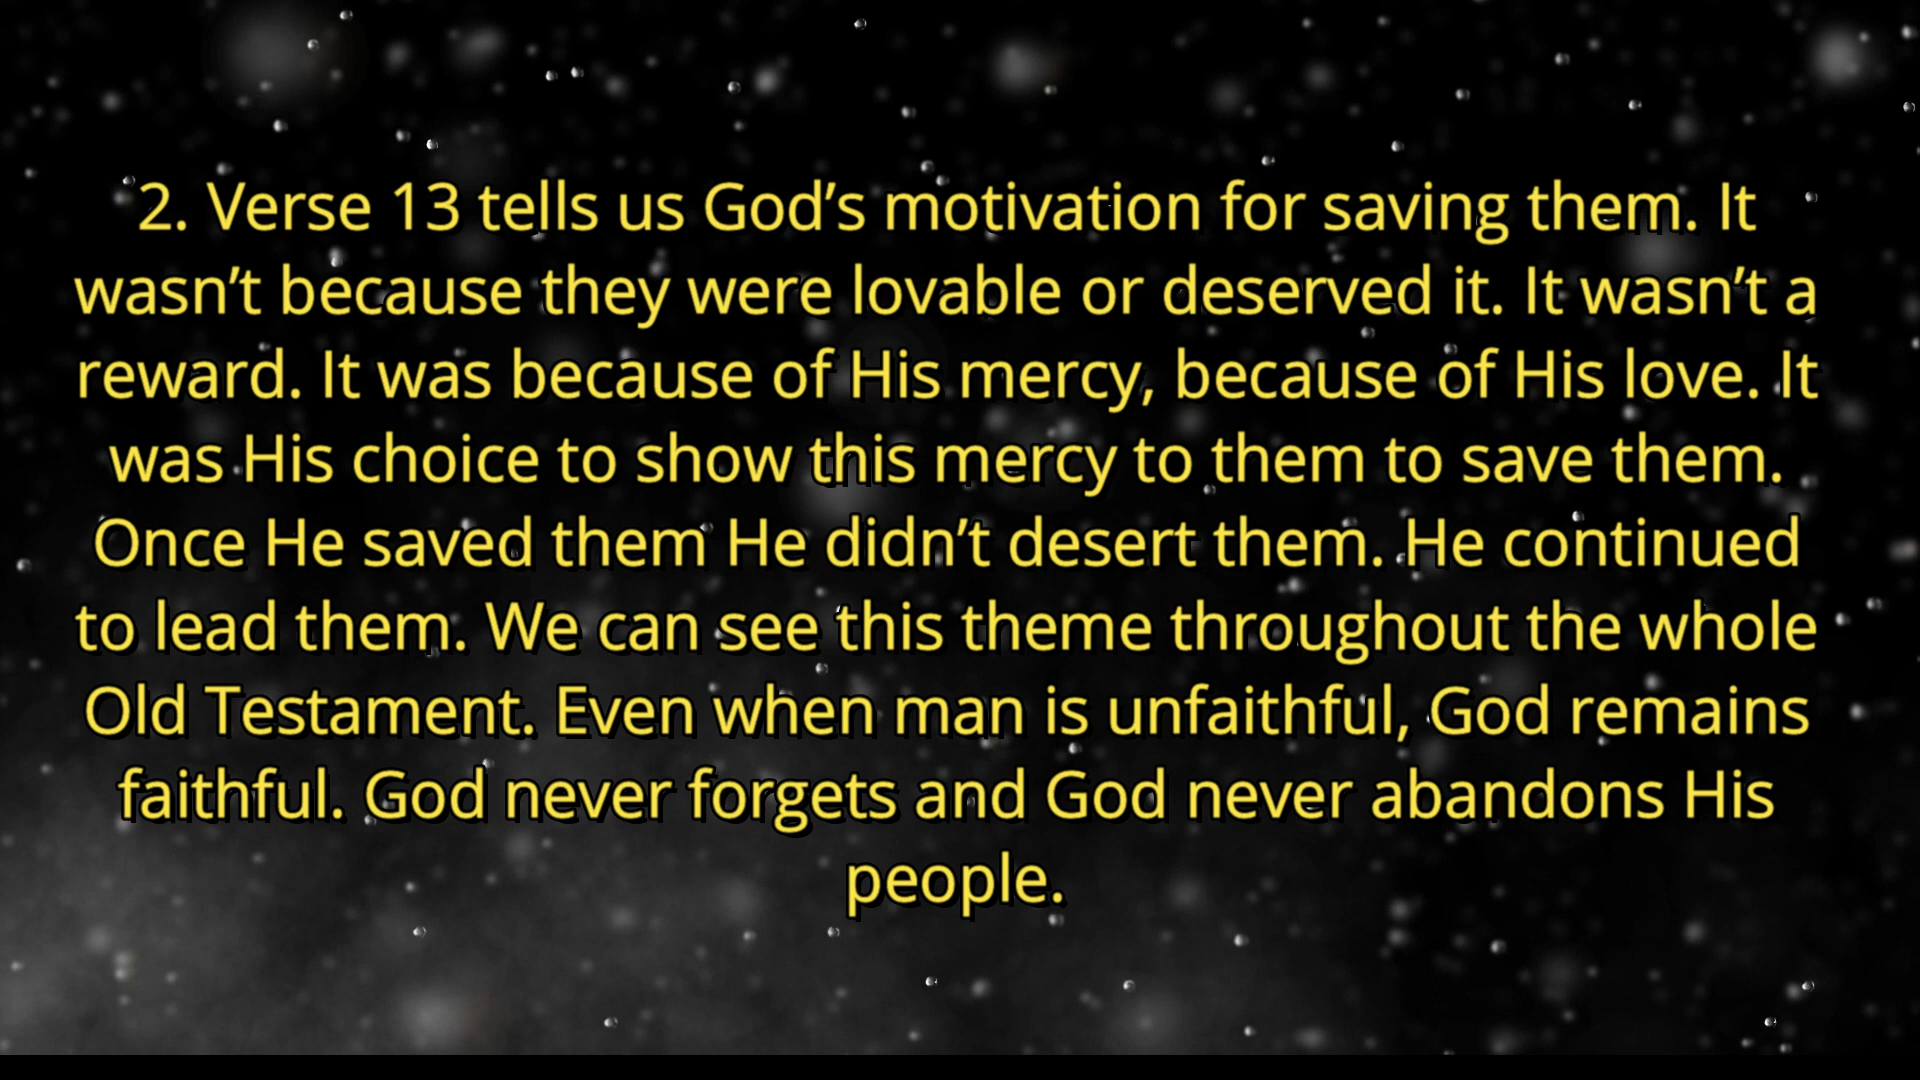 2. Verse 13 tells us God’s motivation for saving them. It
wasn’t because they were lovable or deserved it. It wasn’t a
reward. It was because of His mercy, because of His love. It
was His choice to show this mercy to them to save them.
Once He saved them He didn’t desert them. He continued
to lead them. We can see this theme throughout the whole
Old Testament. Even when man is unfaithful, God remains
faithful. God never forgets and God never abandons His
people.